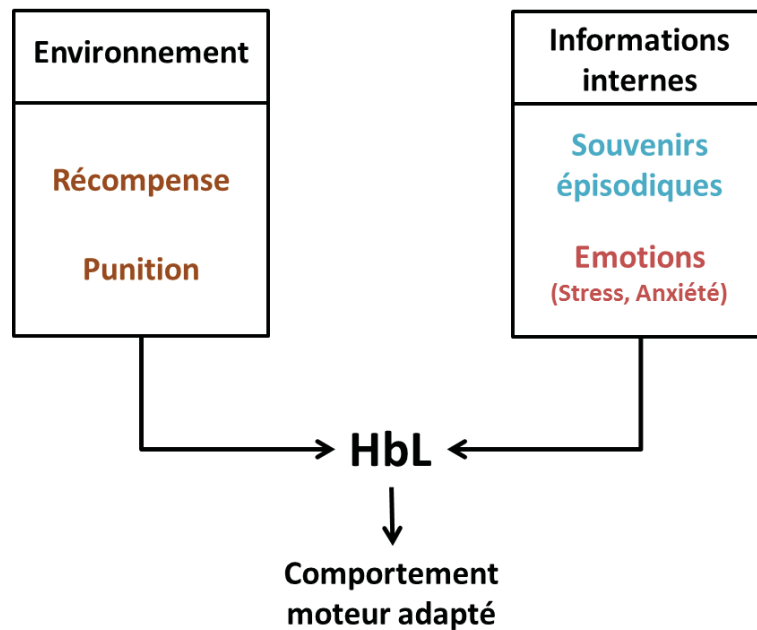 Environnement
Récompense
Punition
Informations
internes
Souvenirs
épisodiques
Emotions
(Stress, Anxiété)
HbL
Comportement
moteur adapté